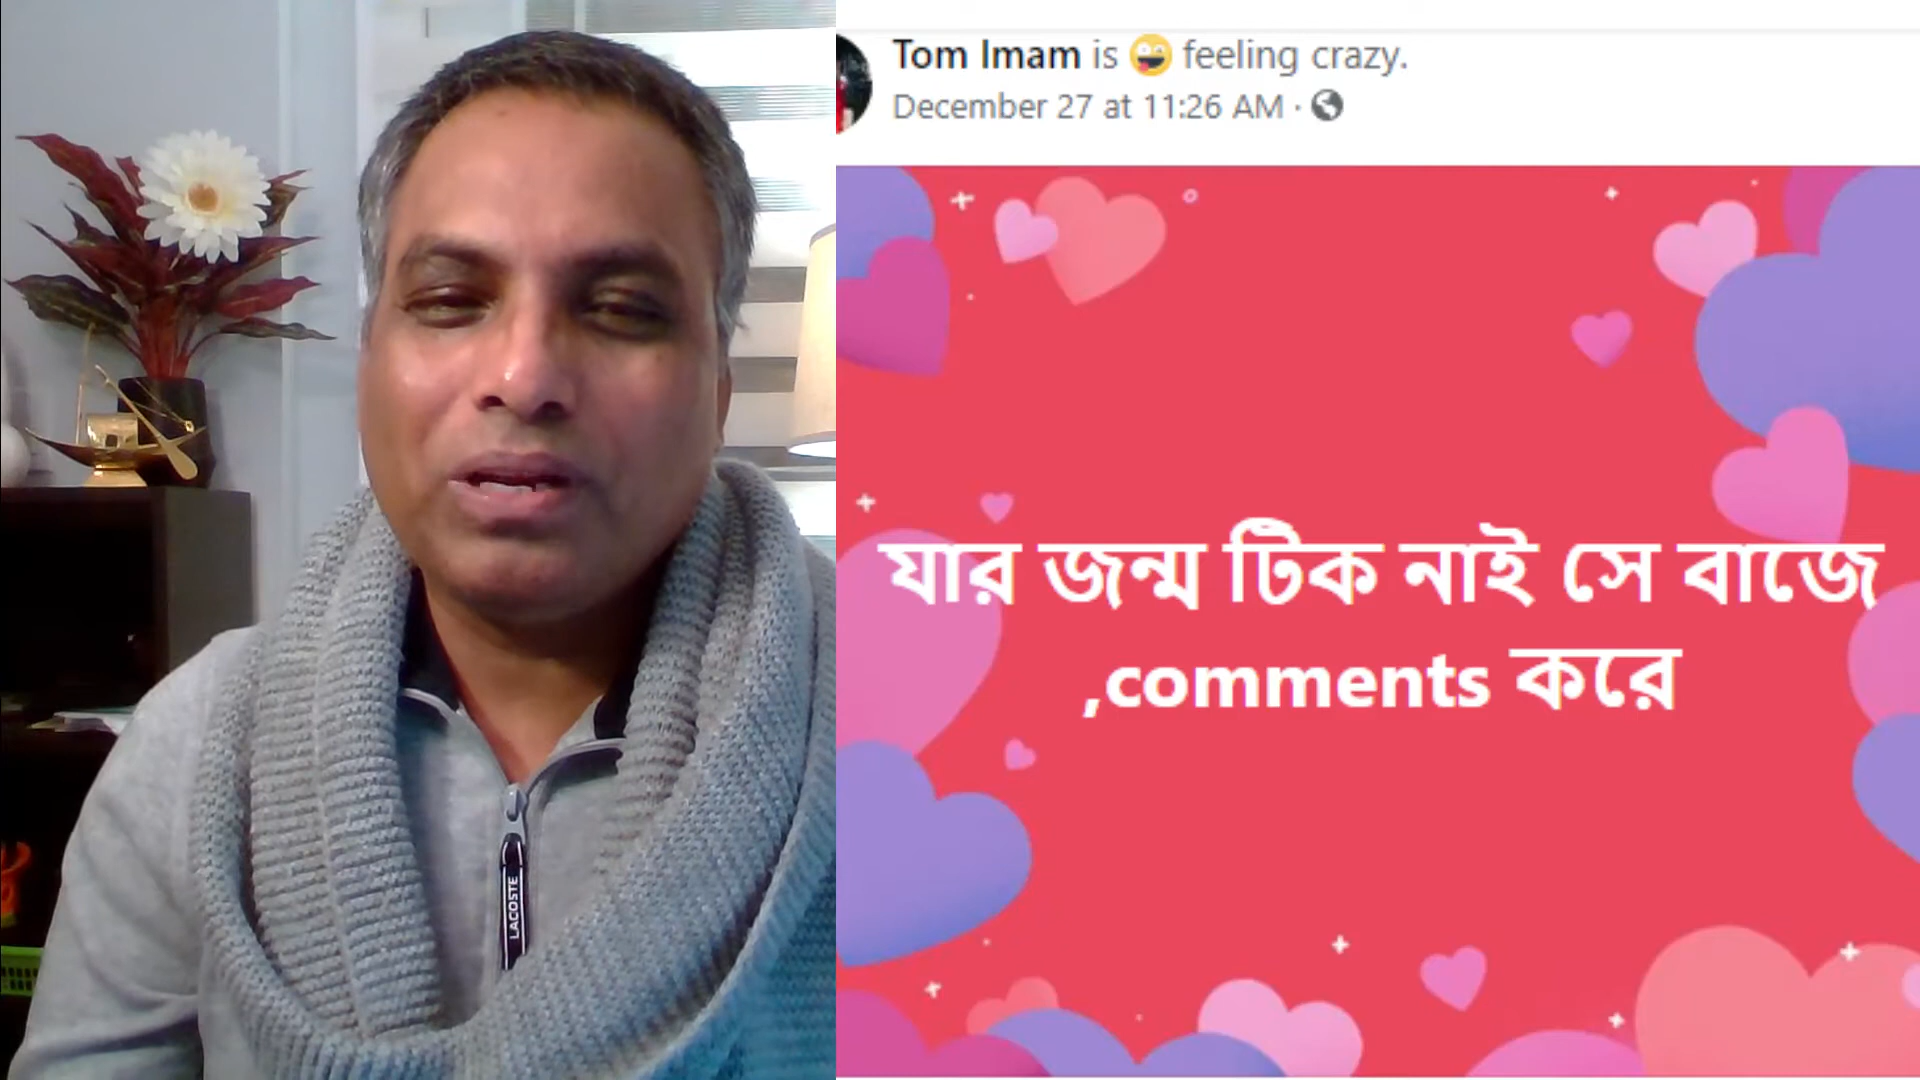 Tom Imam is 🤪 feeling crazy.
December 27 at 11:26 AM ·
যার জন্ম টিক নাই সে বাজে
,comments করে
LACOSTE